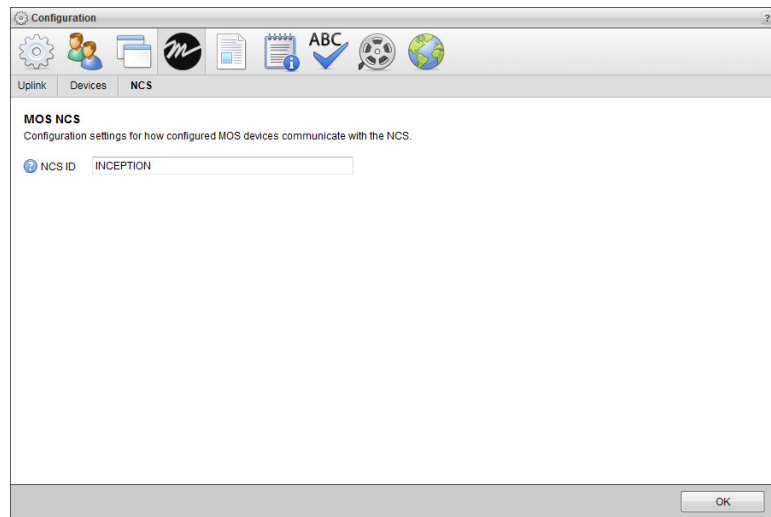 Configuration
?
ABC
Uplink Devices NCS
MOS NCS
Configuration settings for how configured MOS devices communicate with the NCS.
? NCS ID INCEPTION
OK